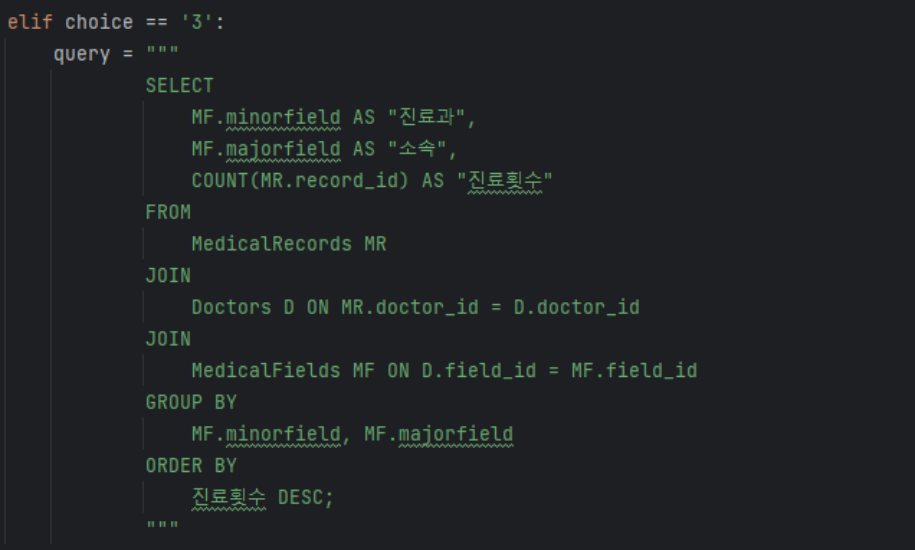 elif choice == '3':
    query = """
            SELECT
                MF.minorfield AS "진료과",
                MF.majorfield AS "소속",
                COUNT(MR.record_id) AS "진료횟수"
            FROM
                MedicalRecords MR
            JOIN
                Doctors D ON MR.doctor_id = D.doctor_id
            JOIN
                MedicalFields MF ON D.field_id = MF.field_id
            GROUP BY
                MF.minorfield, MF.majorfield
            ORDER BY
                진료횟수 DESC;
            """